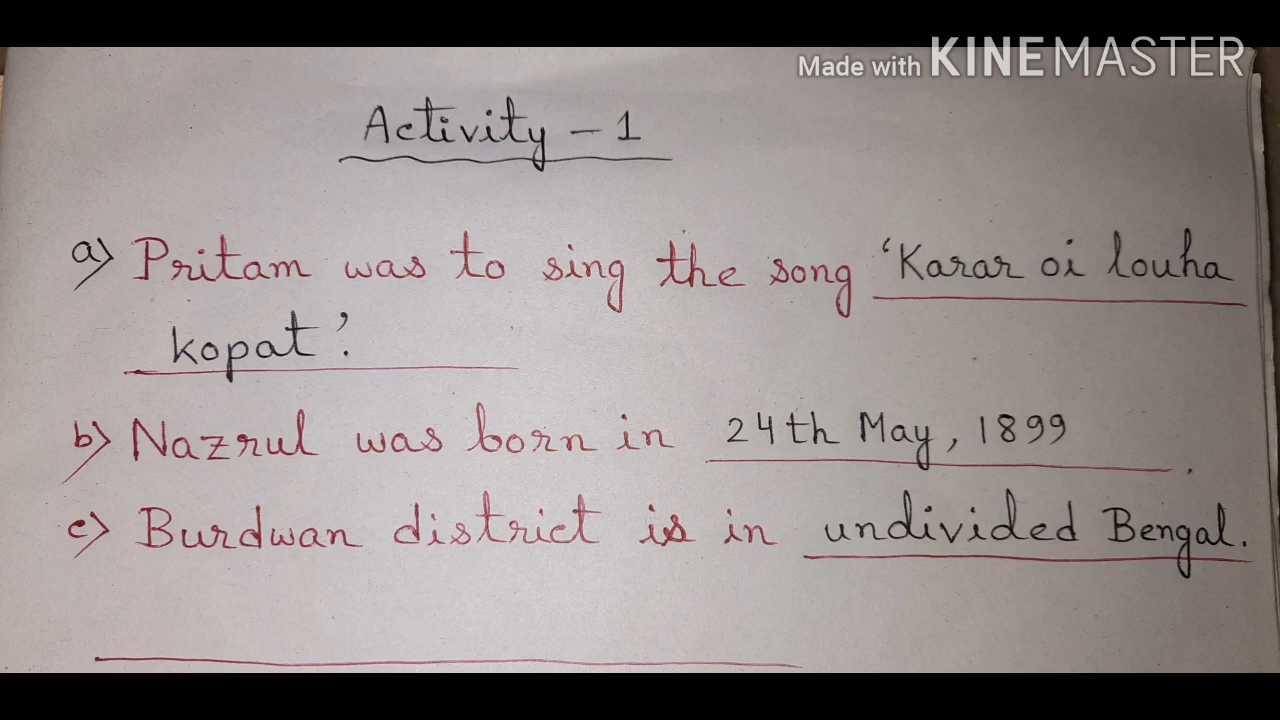 Made with KINEMASTER
Activity - 1
a) Pritam was to sing the song 'Karar oi louha
kopat'.
b) Nazrul was born in 24th May, 1899.
c) Burdwan district is in undivided Bengal.